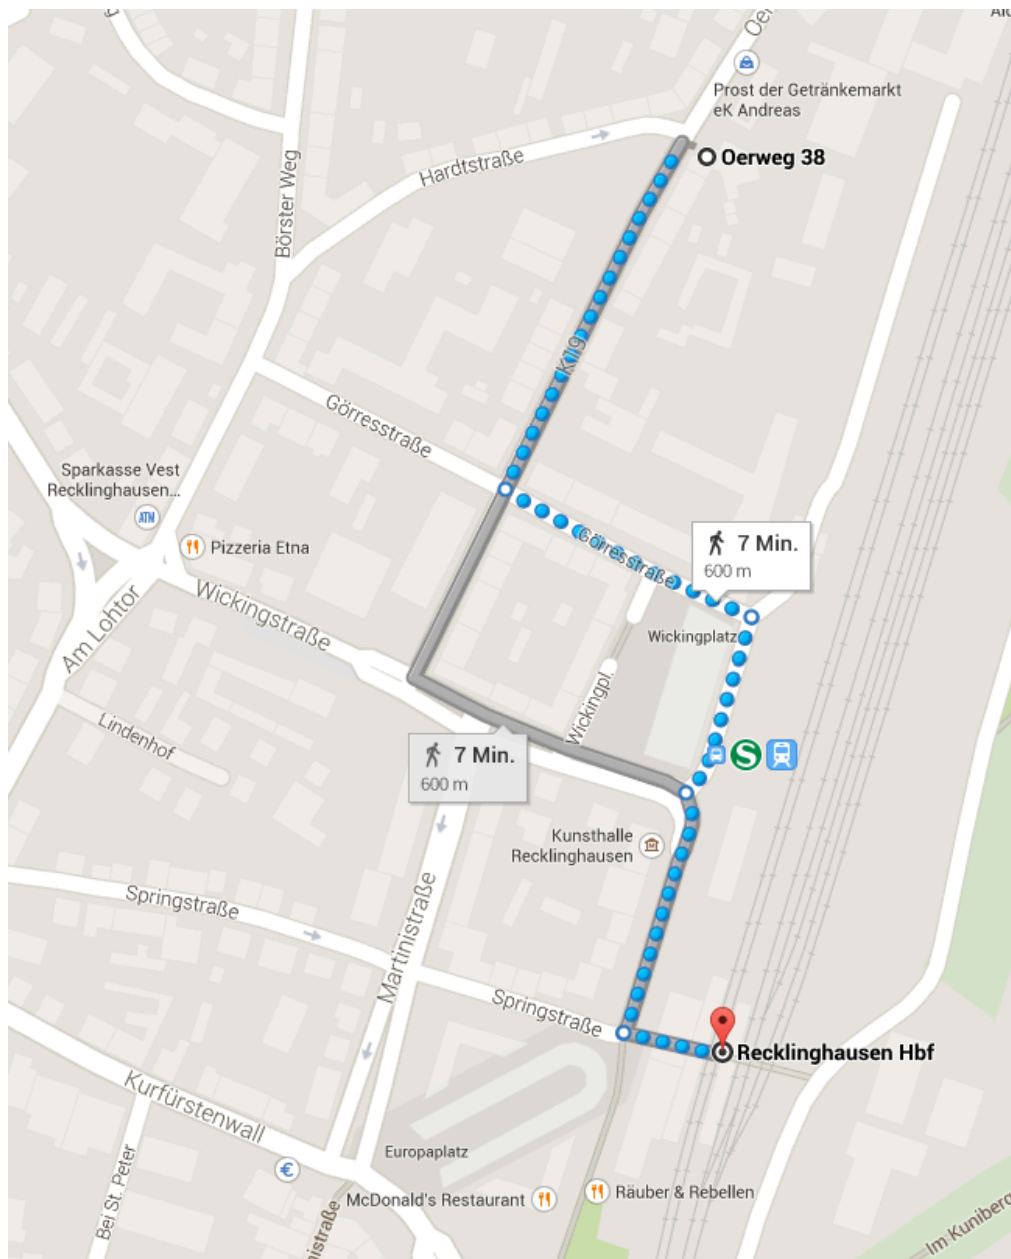 Prost der Getränkemarkt
eK Andreas
Oerweg 38
Hardtstraße
Börster Weg
K19
Görresstraße
Sparkasse Vest
Recklinghausen...
ATM
Pizzeria Etna
Görresstraße
7 Min.
600 m
Wickingstraße
Am Lohtor
Wickingplatz
Wickingpl.
Lindenhof
7 Min.
600 m
S
Kunsthalle
Recklinghausen
Springstraße
Martinistraße
Springstraße
Recklinghausen Hbf
Kurfürstenwall
Europaplatz
Bei St. Peter
€
McDonald's Restaurant
Räuber & Rebellen
Im Kuniberg